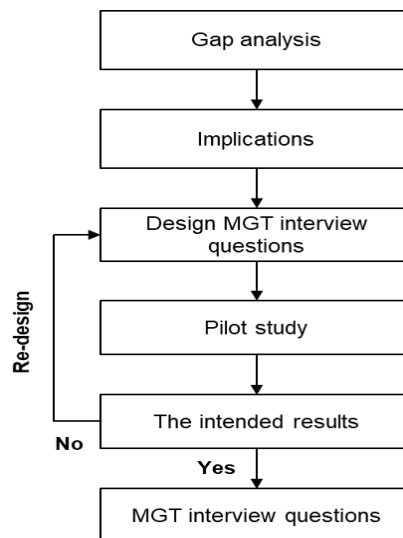 Gap analysis
Implications
Design MGT interview
questions
Pilot study
Re-design
The intended results
No
Yes
MGT interview questions